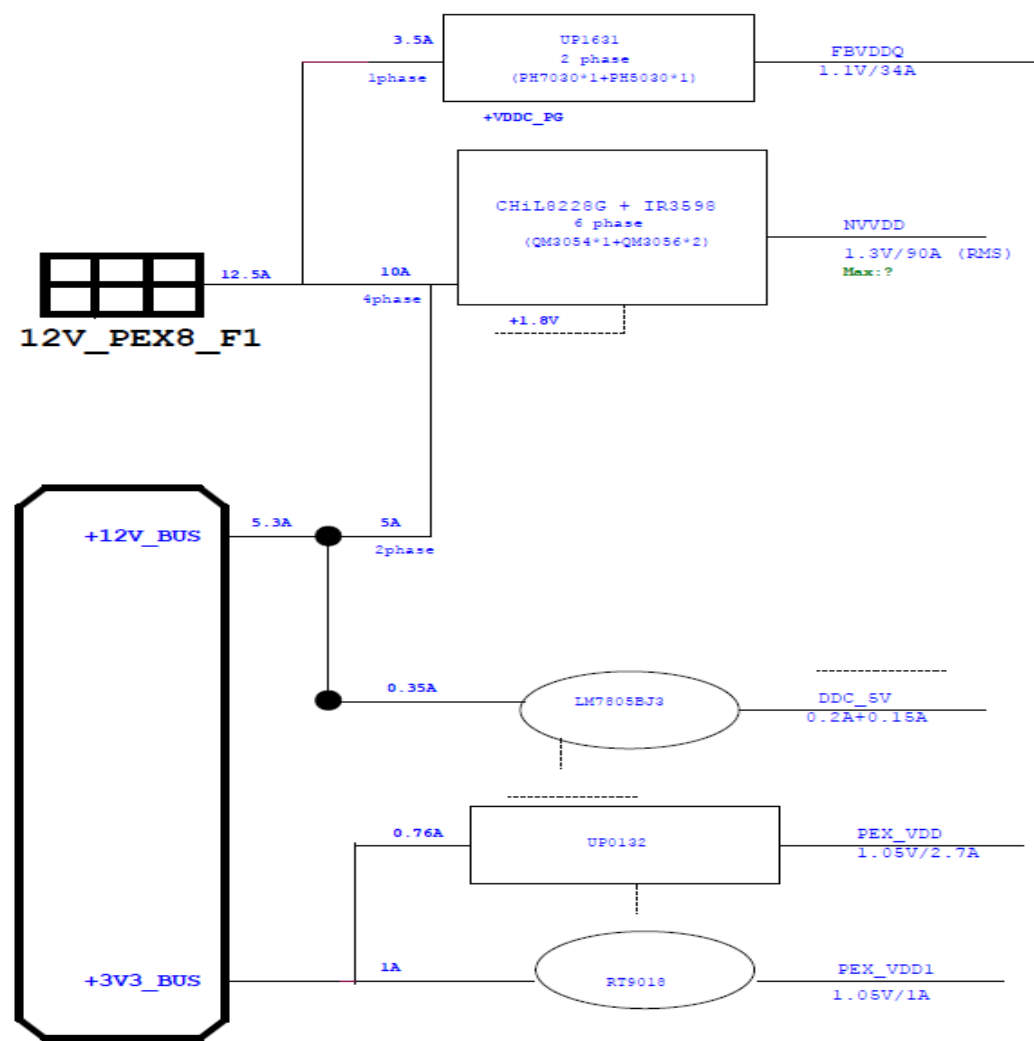 3.5A
1phase
UP1631
2 phase
(PH7030*1+PH5030*1)
FBVDDQ
1.1V/34A
+VDDC_PG
CHiL8228G + IR3598
6 phase
(QM3054*1+QM3056*2)
NVVDD
1.3V/90A (RMS)
Max:?
12.5A
10A
4phase
+1.8V
12V_PEX8_F1
+12V_BUS
5.3A
5A
2phase
0.35A
LM7805BJ3
DDC_5V
0.2A+0.15A
0.76A
UP0132
PEX_VDD
1.05V/2.7A
+3V3_BUS
1A
RT9018
PEX_VDD1
1.05V/1A